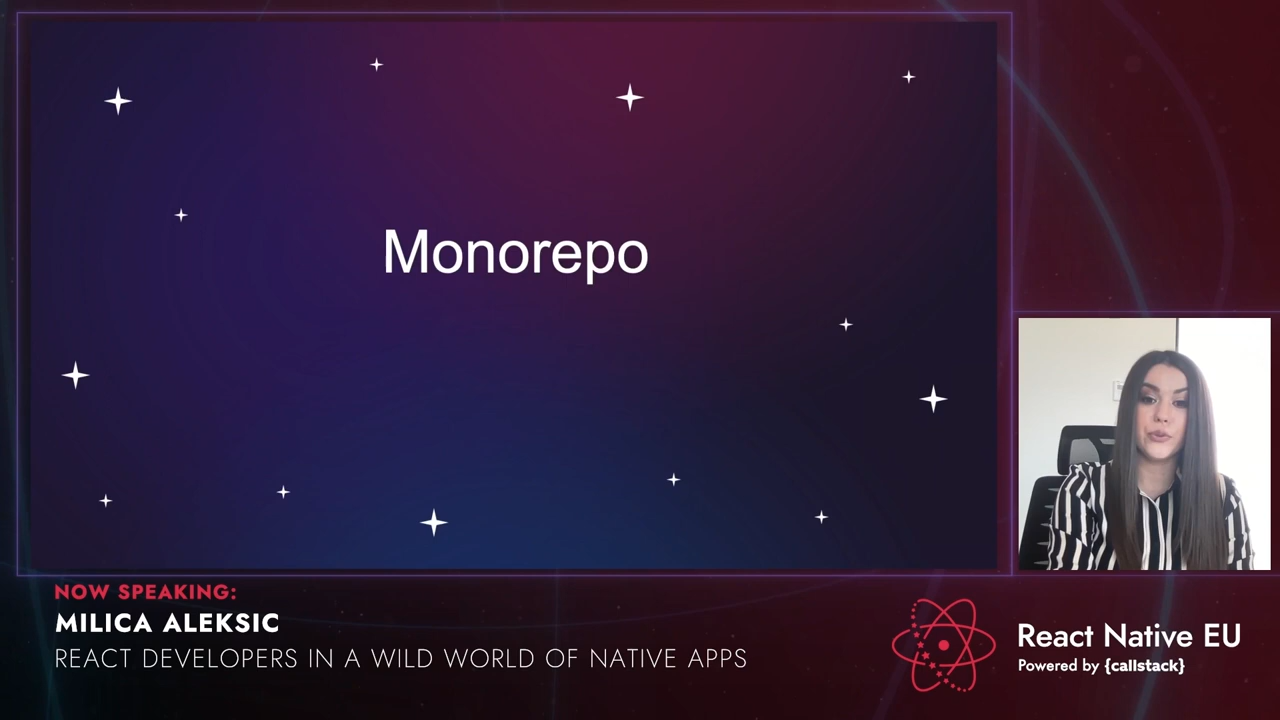 Monorepo
NOW SPEAKING:
MILICA ALEKSIC
REACT DEVELOPERS IN A WILD WORLD OF NATIVE APPS
React Native EU
Powered by {callstack}